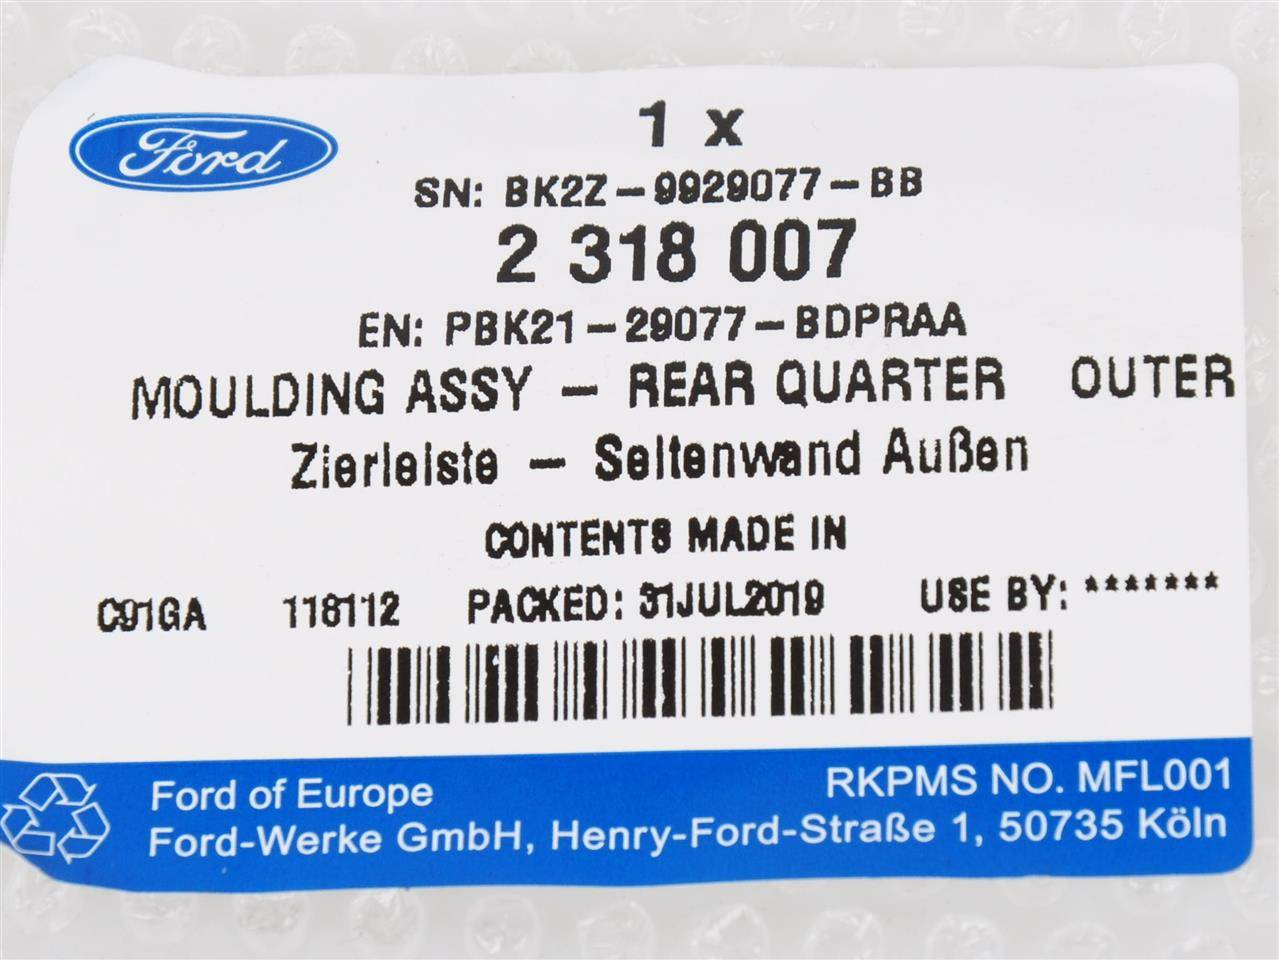 Ford
1 x
SN: BK2Z-9929077-BB
2 318 007
EN: PBK21-29077-BDPRAA
MOULDING ASSY - REAR QUARTER OUTER
Zierleiste - Seitenwand Außen
CONTENTS MADE IN
C91GA 118112 PACKED: 31JUL2019 USE BY: *******
Ford of Europe RKPMS NO. MFL001
Ford-Werke GmbH, Henry-Ford-Straße 1, 50735 Köln